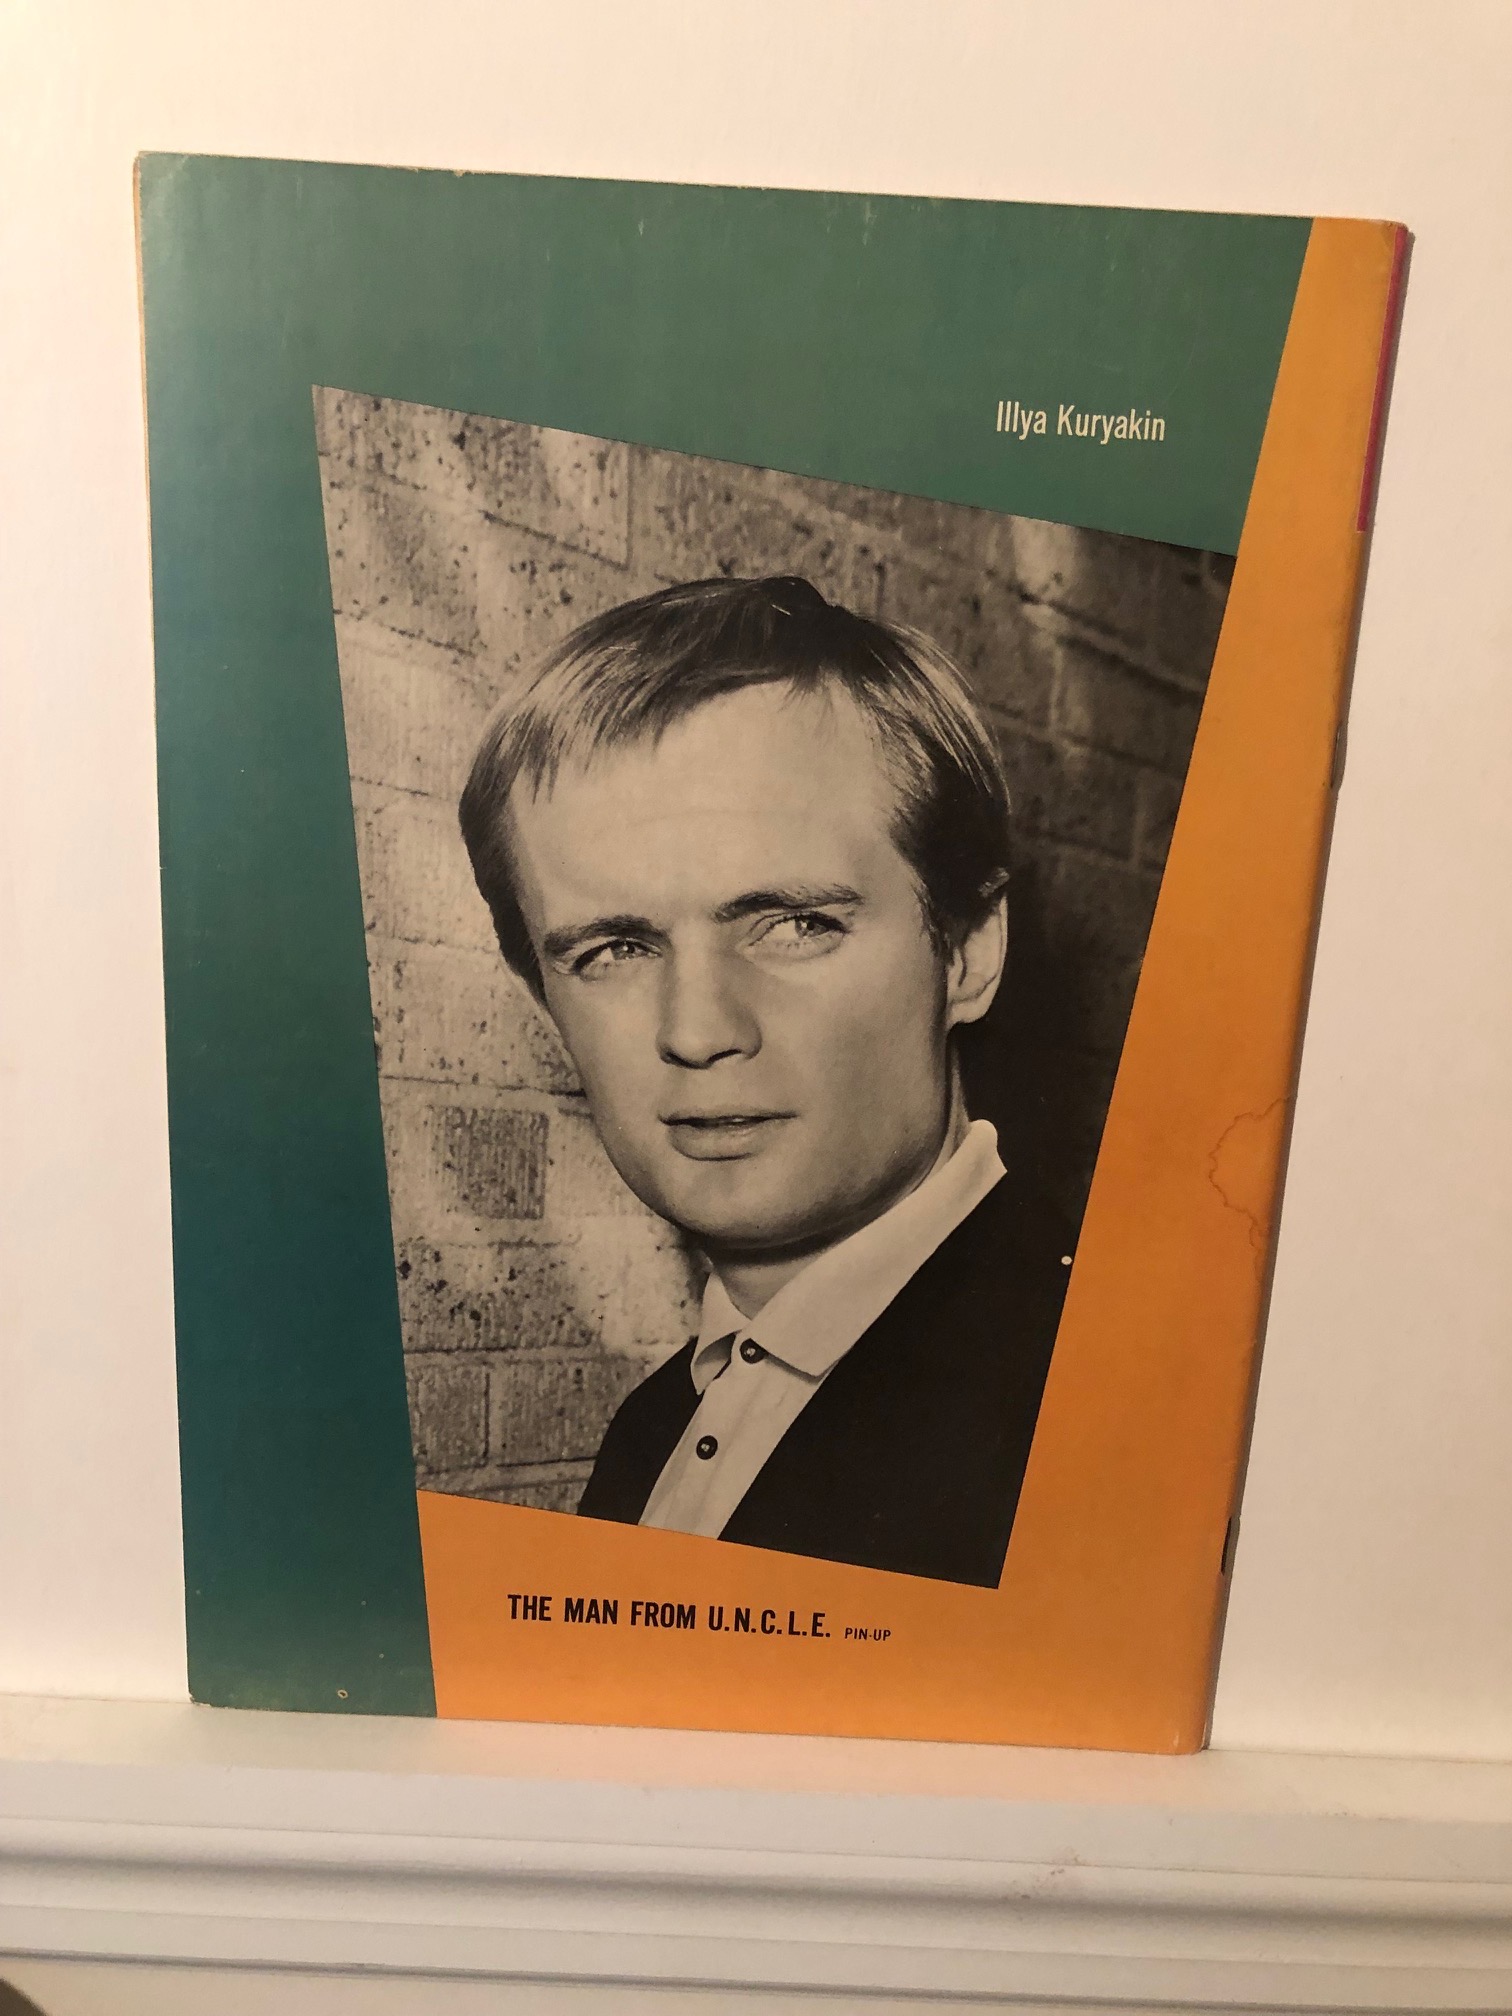 Illya Kuryakin
THE MAN FROM U.N.C.L.E. PIN-UP